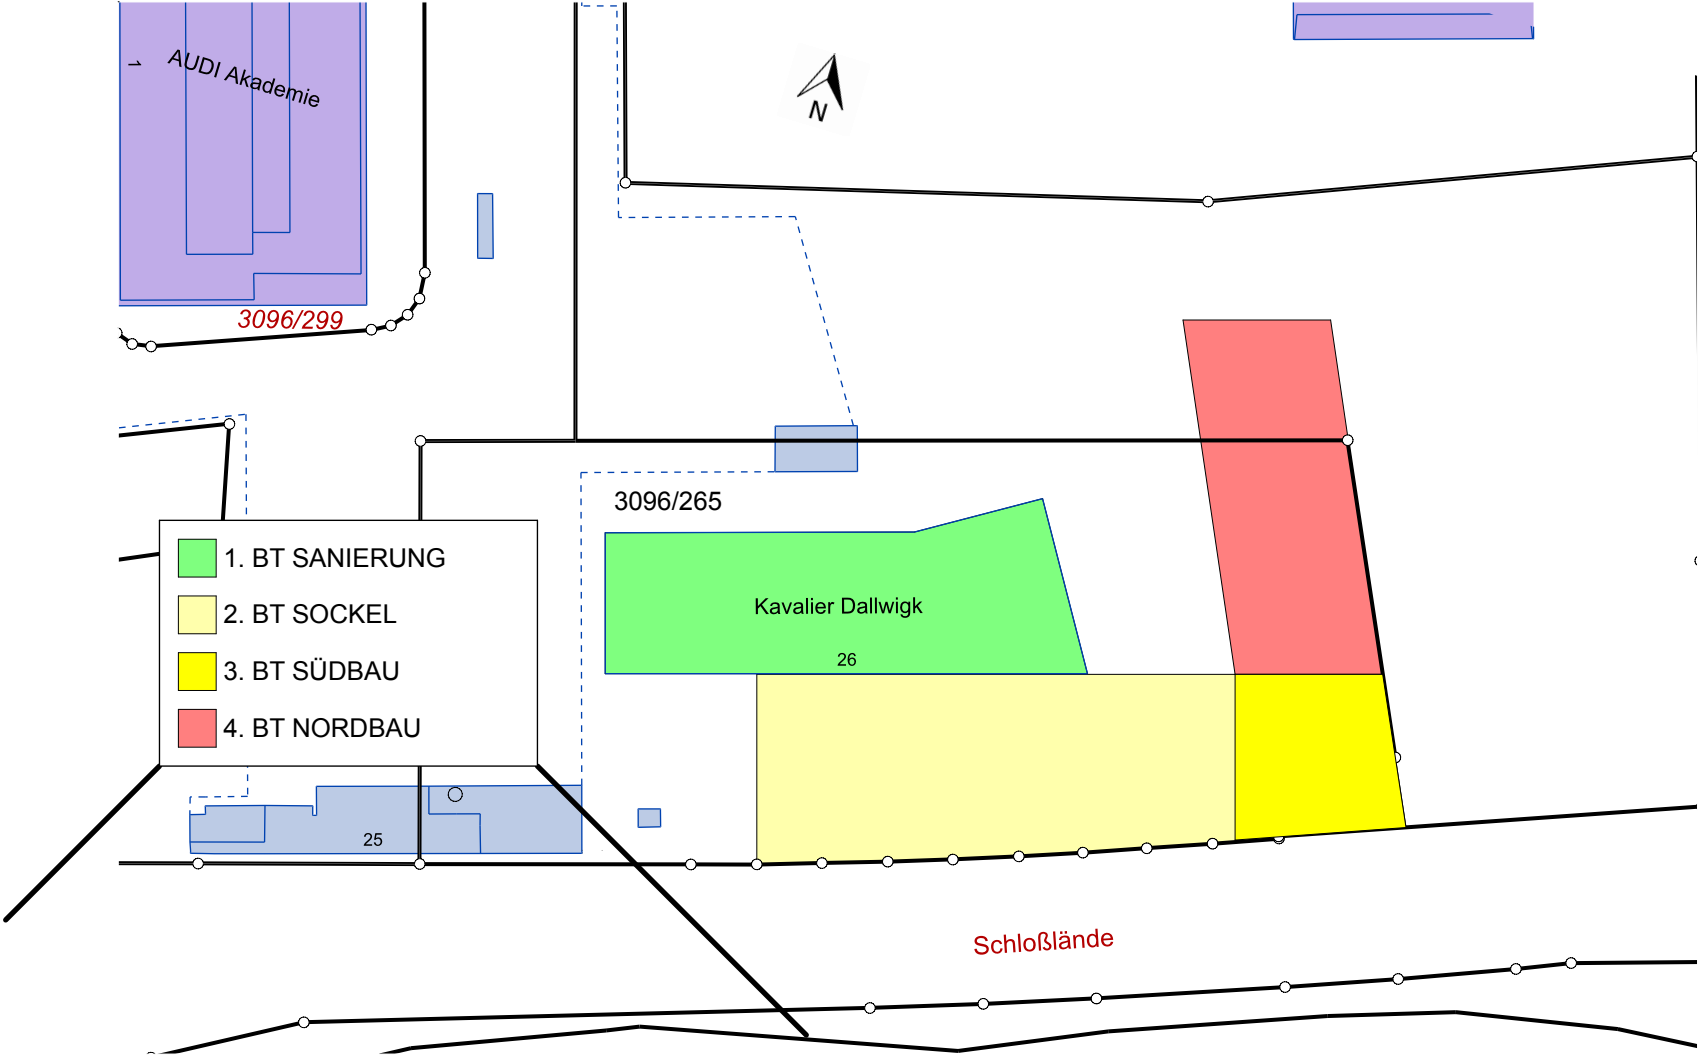 1
AUDI Akademie
N
3096/299
3096/265
1. BT SANIERUNG
2. BT SOCKEL
3. BT SÜDBAU
4. BT NORDBAU
Kavalier Dallwigk
26
25
Schloßlände